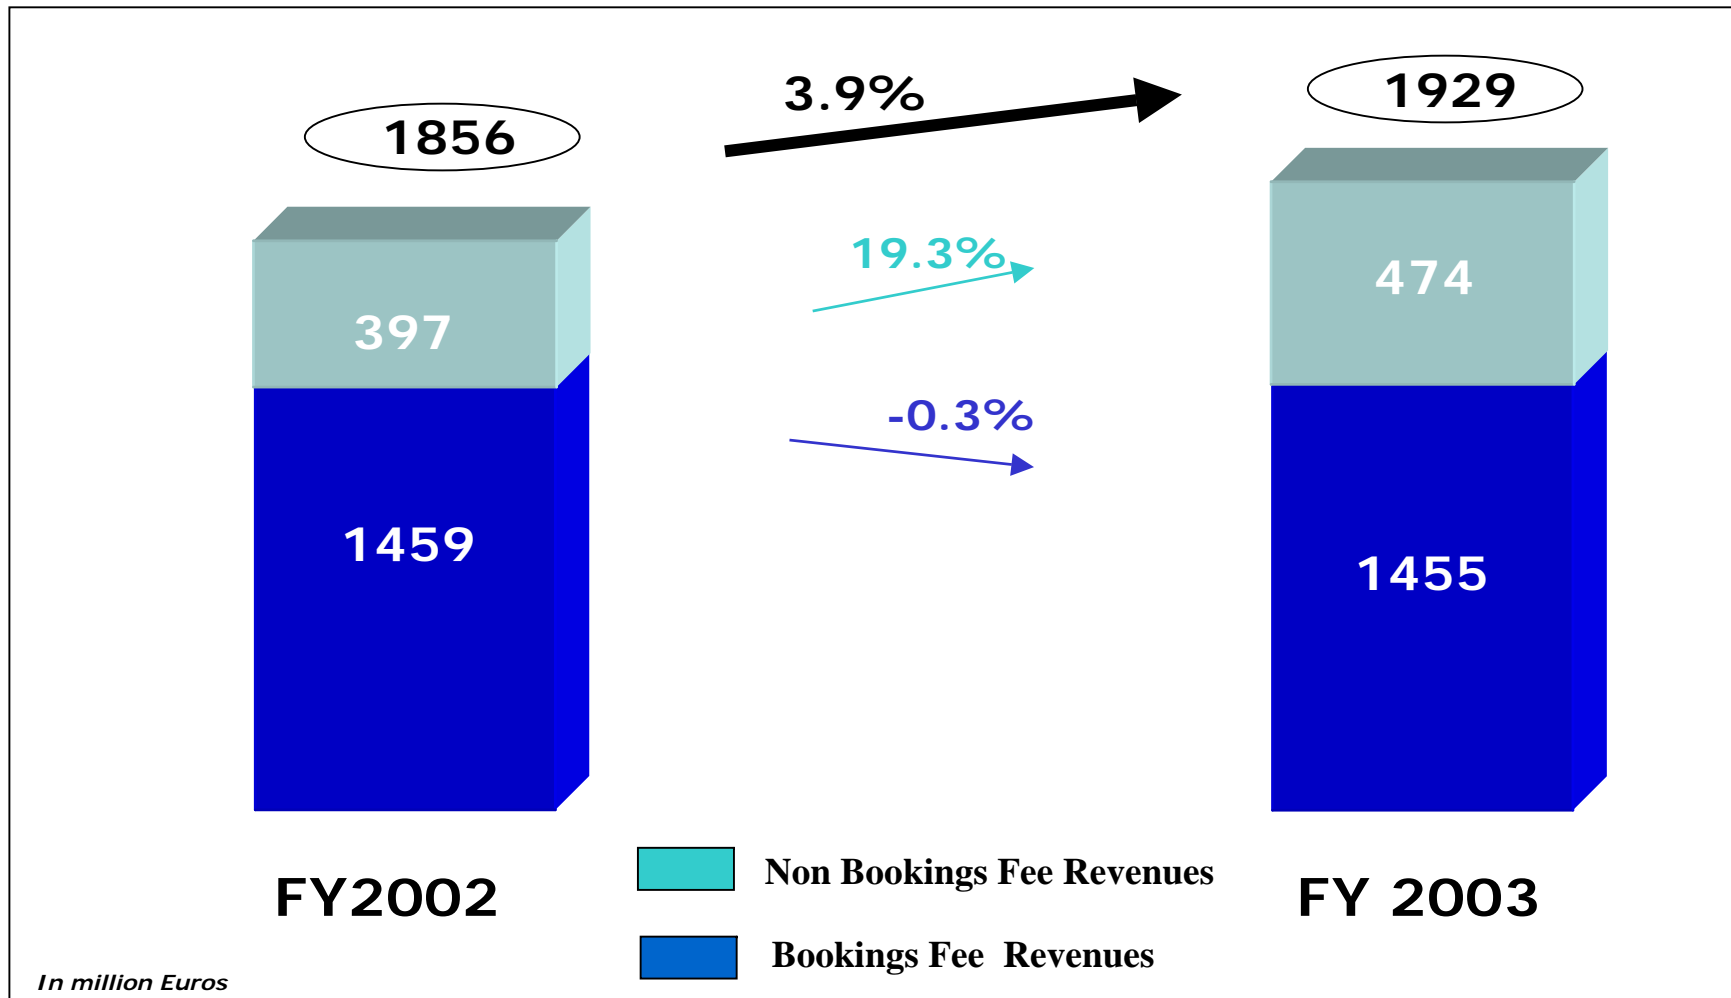 3.9%
1929
1856
19.3%
474
397
-0.3%
1459
1455
Non Bookings Fee Revenues
FY2002
FY 2003
Bookings Fee Revenues
In million Euros